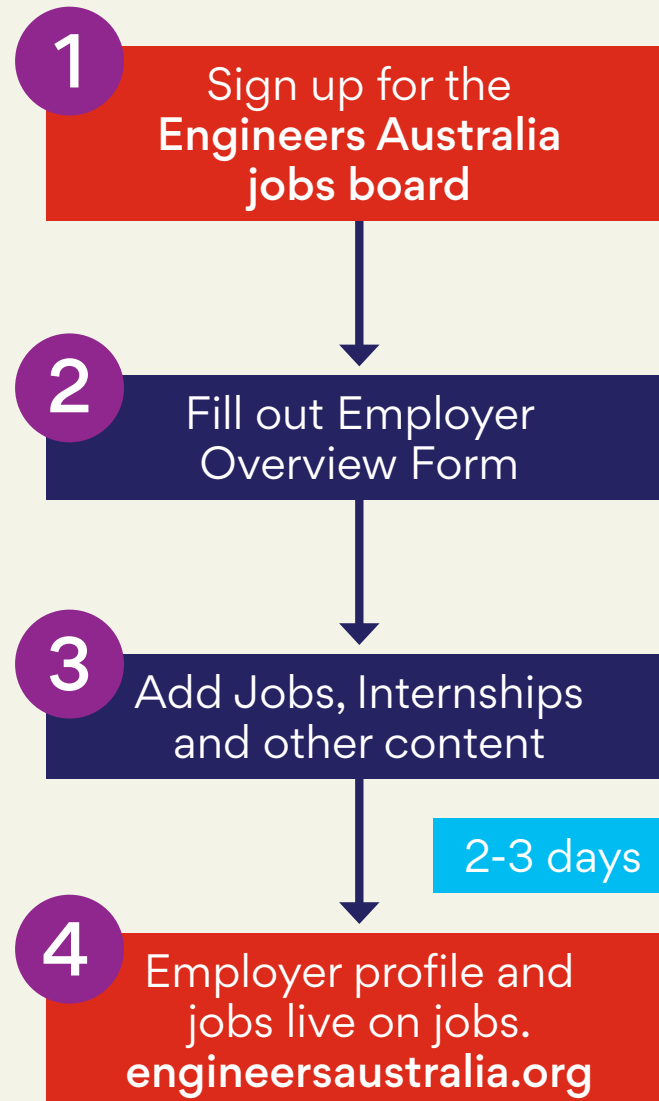 1
Sign up for the
Engineers Australia
jobs board
2
Fill out Employer
Overview Form
3
Add Jobs, Internships
and other content
2-3 days
4
Employer profile and
jobs live on jobs.
engineersaustralia.org